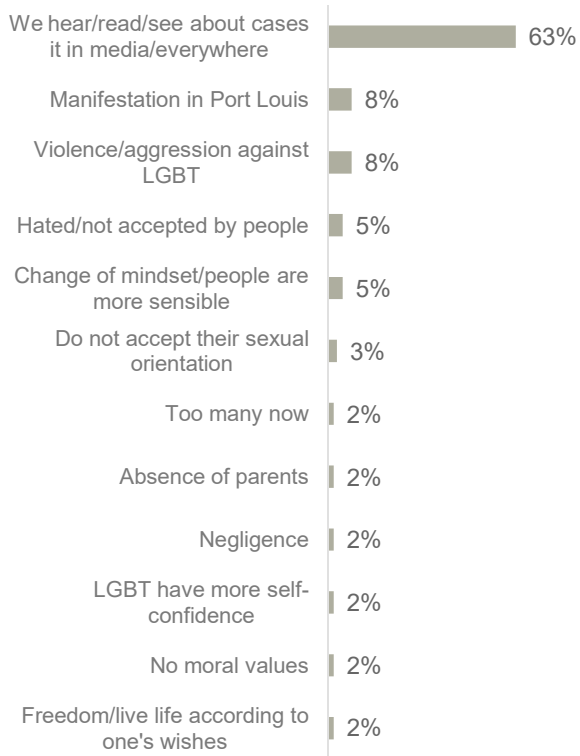 We hear/read/see about cases
it in media/everywhere
63%
Manifestation in Port Louis
8%
Violence/aggression against
LGBT
8%
Hated/not accepted by people
5%
Change of mindset/people are
more sensible
5%
Do not accept their sexual
orientation
3%
Too many now
2%
Absence of parents
2%
Negligence
2%
LGBT have more self-
confidence
2%
No moral values
2%
Freedom/live life according to
one's wishes
2%